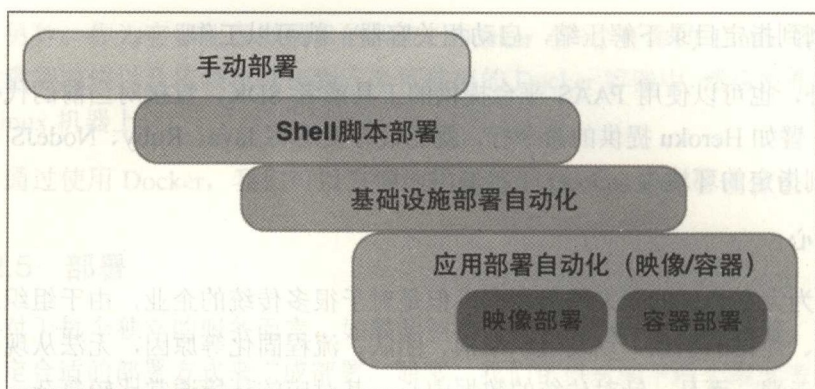 手动部署
Shell脚本部署
基础设施部署自动化
应用部署自动化（映像/容器）
映像部署
容器部署